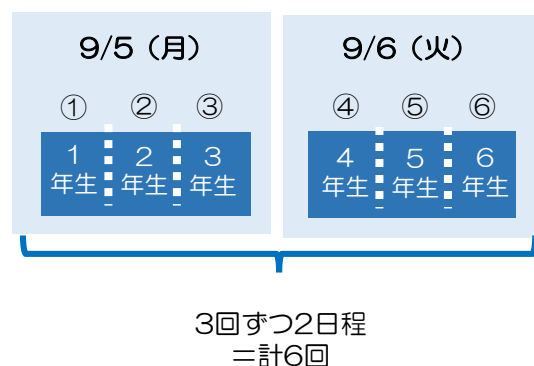 9/5（月）
9/6（火）
① ② ③
④ ⑤ ⑥
1年生 2年生 3年生
4年生 5年生 6年生
3回ずつ2日程
＝計6回